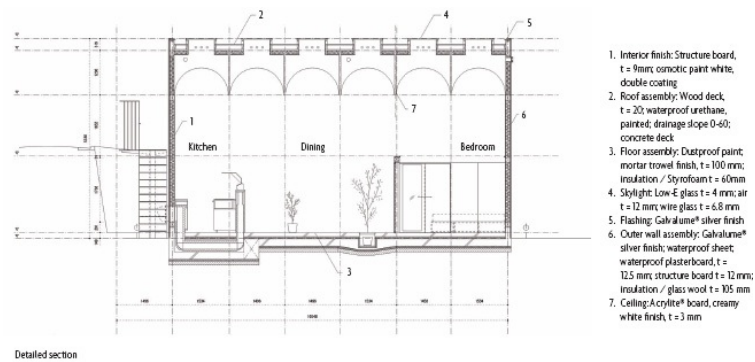 2
4
5
1
7
6
Kitchen
Dining
Bedroom
3
1. Interior finish: Structure board,
t = 9mm; osmotic paint white,
double coating
2. Roof assembly: Wood deck,
t = 20; waterproof urethane,
painted; drainage slope 0-60;
concrete deck
3. Floor assembly: Dustproof paint;
mortar trowel finish, t = 100 mm;
insulation / Styrofoam t = 60mm
4. Skylight: Low-E glass t = 4 mm; air
t = 12 mm; wire glass t = 6.8 mm
5. Flashing: Galvalume® silver finish
6. Outer wall assembly: Galvalume®
silver finish; waterproof sheet;
waterproof plasterboard, t =
12.5 mm; structure board t = 12 mm;
insulation / glass wool t = 105 mm
7. Ceiling: Acrylite® board, creamy
white finish, t = 3 mm
Detailed section